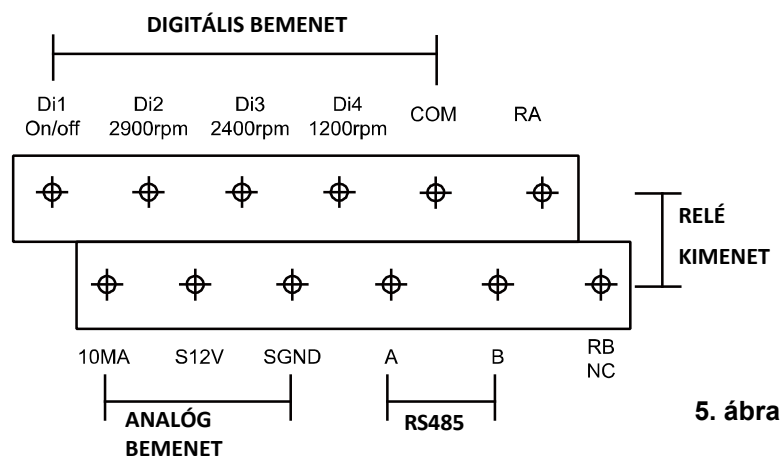 DIGITÁLIS BEMENET
Di1 Di2 Di3 Di4 COM RA
On/off 2900rpm 2400rpm 1200rpm
RELÉ
KIMENET
10MA S12V SGND A B RB
NC
ANALÓG
BEMENET
RS485
5. ábra